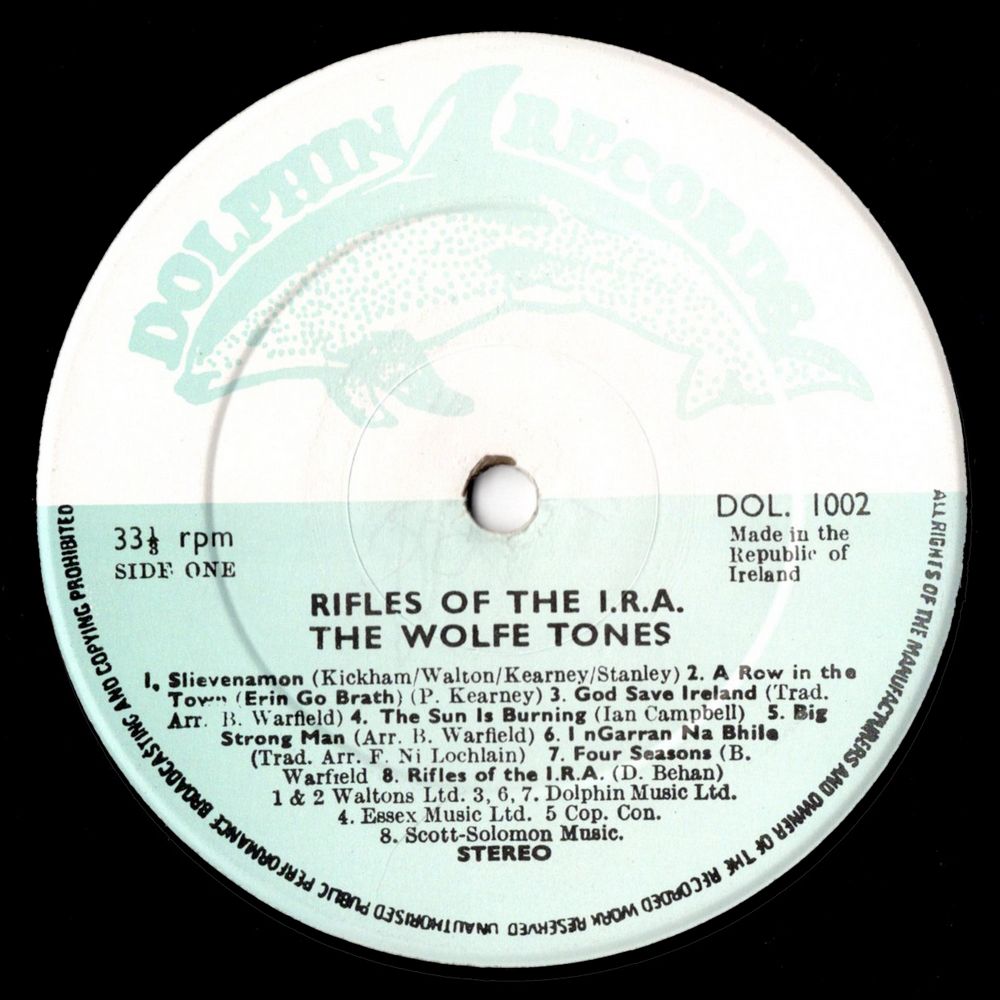 DOLPHIN RECORDS
33⅓ rpm
SIDE ONE
DOL. 1002
Made in the
Republic of
Ireland
RIFLES OF THE I.R.A.
THE WOLFE TONES
1. Slievenamon (Kickham/Walton/Kearney/Stanley) 2. A Row in the
Town (Erin Go Brath) (P. Kearney) 3. God Save Ireland (Trad.
Arr. B. Warfield) 4. The Sun Is Burning (Ian Campbell) 5. Big
Strong Man (Arr. B. Warfield) 6. I nGarran Na Bhile
(Trad. Arr. F. Ni Lochlain) 7. Four Seasons (B.
Warfield 8. Rifles of the I.R.A. (D. Behan)
1 & 2 Waltons Ltd. 3, 6, 7. Dolphin Music Ltd.
4. Essex Music Ltd. 5 Cop. Con.
8. Scott-Solomon Music.
STEREO
ALL RIGHTS OF THE MANUFACTURERS AND OWNER OF THE RECORDED WORK RESERVED UNAUTHORISED PUBLIC PERFORMANCE BROADCASTING AND COPYING PROHIBITED